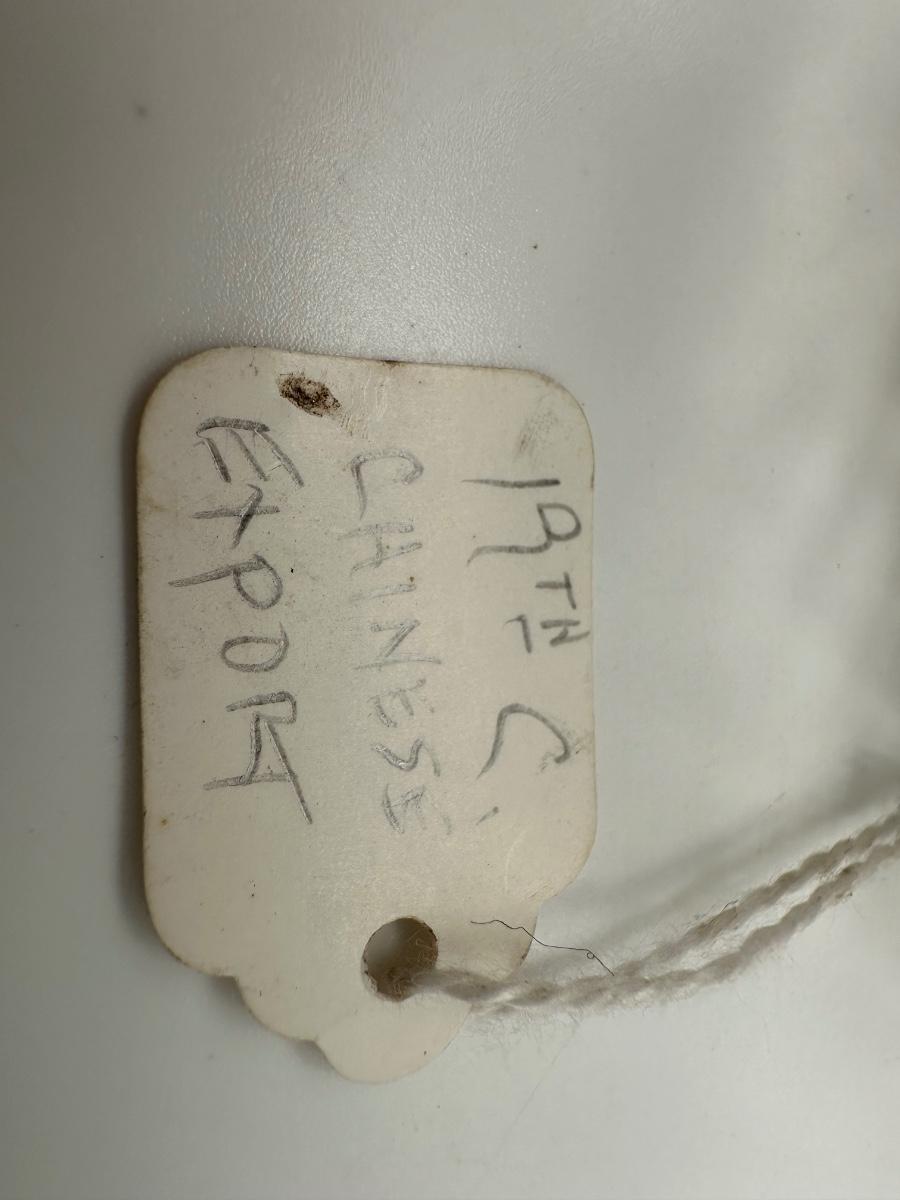 19TH C.
CHINESE
EXPORT